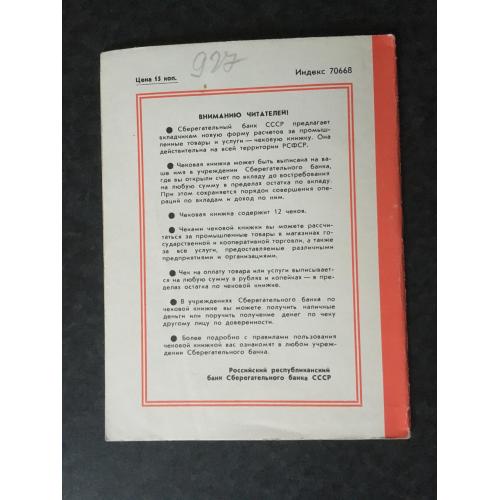 927
Цена 15 коп.
Индекс 70668
ВНИМАНИЮ ЧИТАТЕЛЕЙ!
● Сберегательный банк СССР предлагает
вкладчикам новую форму расчетов за промыш-
ленные товары и услуги — чековую книжку. Она
действительна на всей территории РСФСР.
● Чековая книжка может быть выписана на ва-
ше имя в учреждении Сберегательного банка,
где вы открыли счет по вкладу до востребования
на любую сумму в пределах остатка по вкладу.
При этом сохраняется порядок совершения опе-
раций по вкладам и доход по ним.
● Чековая книжка содержит 12 чеков.
● Чеками чековой книжки вы можете рассчи-
таться за промышленные товары в магазинах го-
сударственной и кооперативной торговли, а также
за все услуги, предоставляемые различными
предприятиями и организациями.
● Чек на оплату товара или услуги выписывает-
ся на любую сумму в рублях и копейках — в пре-
делах остатка по чековой книжке.
● В учреждениях Сберегательного банка по
чековой книжке вы можете получить наличные
деньги или поручить получение денег по чеку
другому лицу по доверенности.
● Более подробно с правилами пользования
чековой книжкой вас ознакомят в любом учреж-
дении Сберегательного банка.
Российский республиканский
банк Сберегательного банка СССР